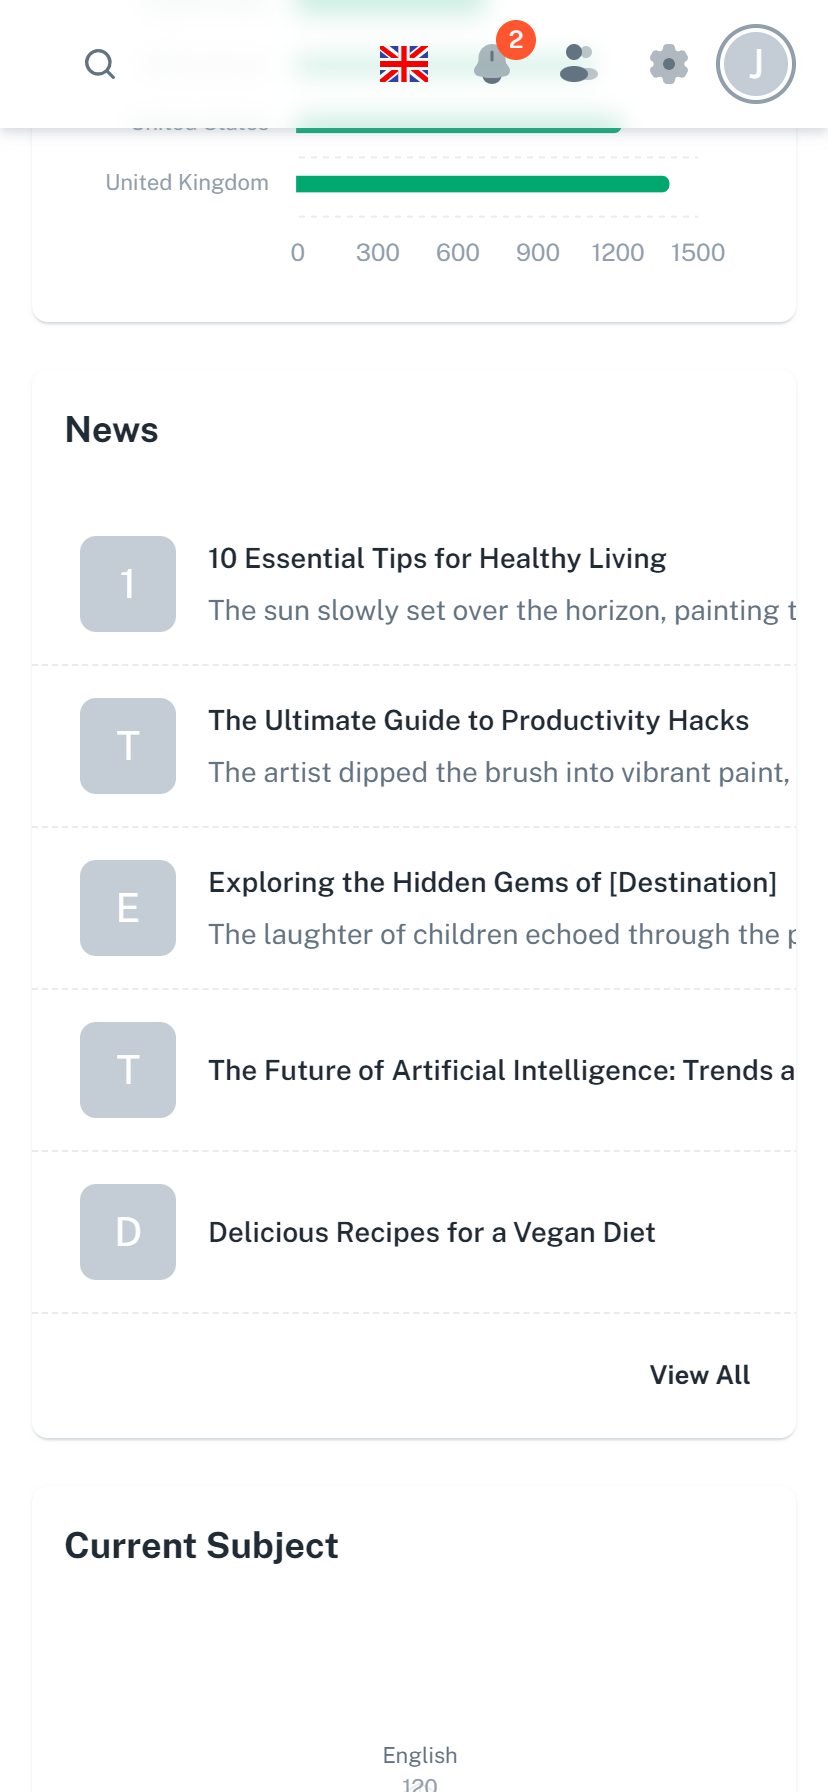 2
J
United States
United Kingdom
0 300 600 900 1200 1500
News
1
10 Essential Tips for Healthy Living
The sun slowly set over the horizon, painting
T
The Ultimate Guide to Productivity Hacks
The artist dipped the brush into vibrant paint,
E
Exploring the Hidden Gems of [Destination]
The laughter of children echoed through the
T
The Future of Artificial Intelligence: Trends
D
Delicious Recipes for a Vegan Diet
View All
Current Subject
English
120